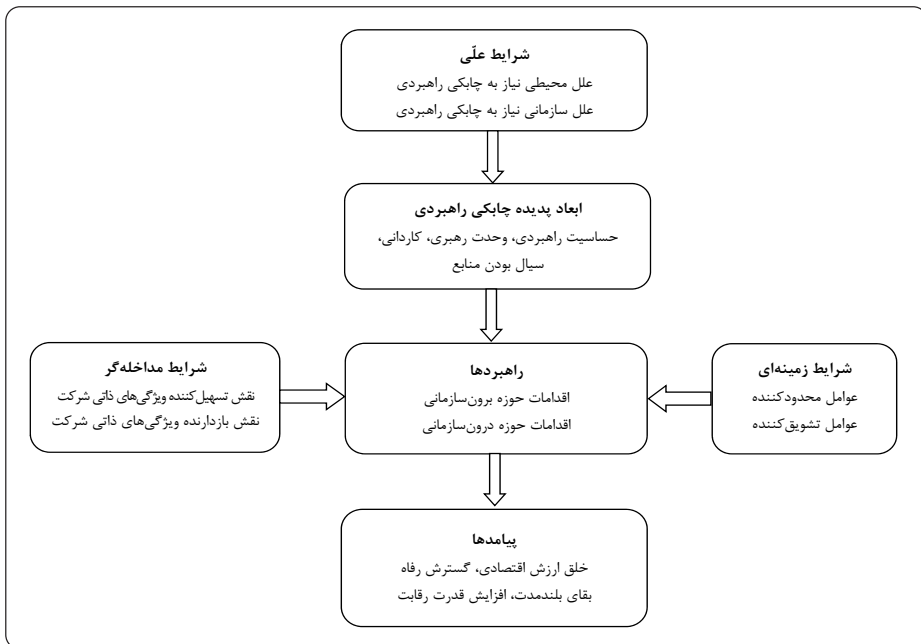 شرایط علّی
علل محیطی نیاز به چابکی راهبردی
علل سازمانی نیاز به چابکی راهبردی
ابعاد پدیده چابکی راهبردی
حساسیت راهبردی، وحدت رهبری، کاردانی،
سیال بودن منابع
شرایط زمینه‌ای
عوامل محدودکننده
عوامل تشویق‌کننده
راهبردها
اقدامات حوزه برون‌سازمانی
اقدامات حوزه درون‌سازمانی
شرایط مداخله‌گر
نقش تسهیل‌کننده ویژگی‌های ذاتی شرکت
نقش بازدارنده ویژگی‌های ذاتی شرکت
پیامدها
خلق ارزش اقتصادی، گسترش رفاه
بقای بلندمدت، افزایش قدرت رقابت